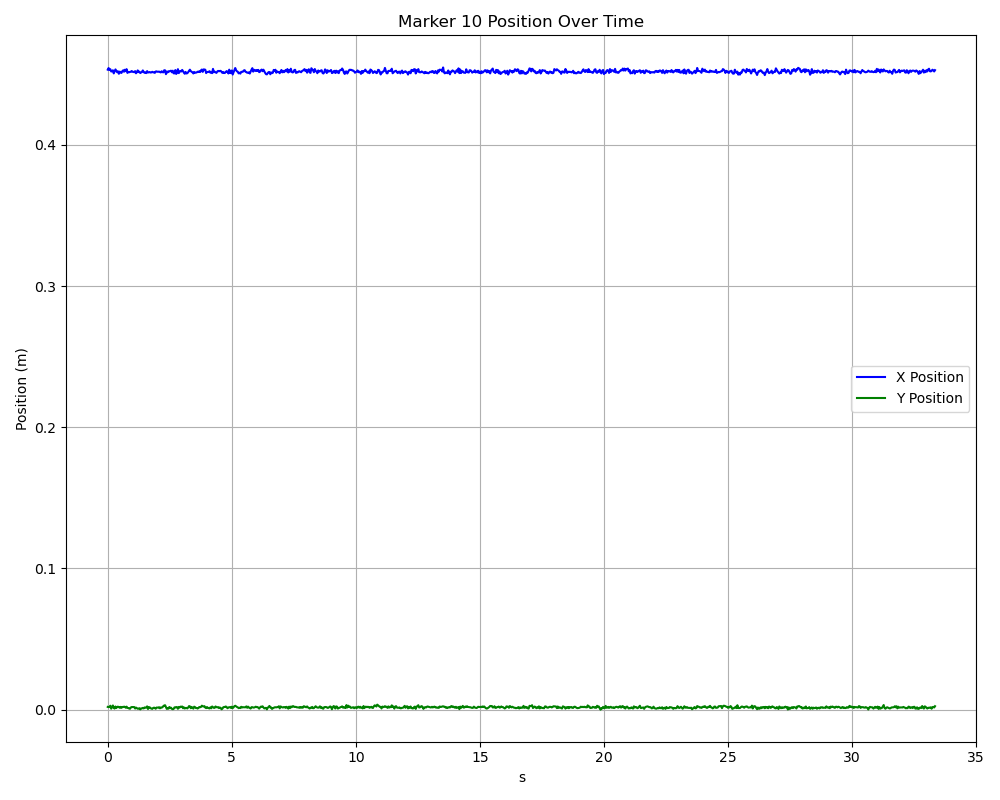 Marker 10 Position Over Time
Position (m)
0.4
0.3
0.2
0.1
0.0
X Position
Y Position
0 5 10 15 20 25 30 35
s